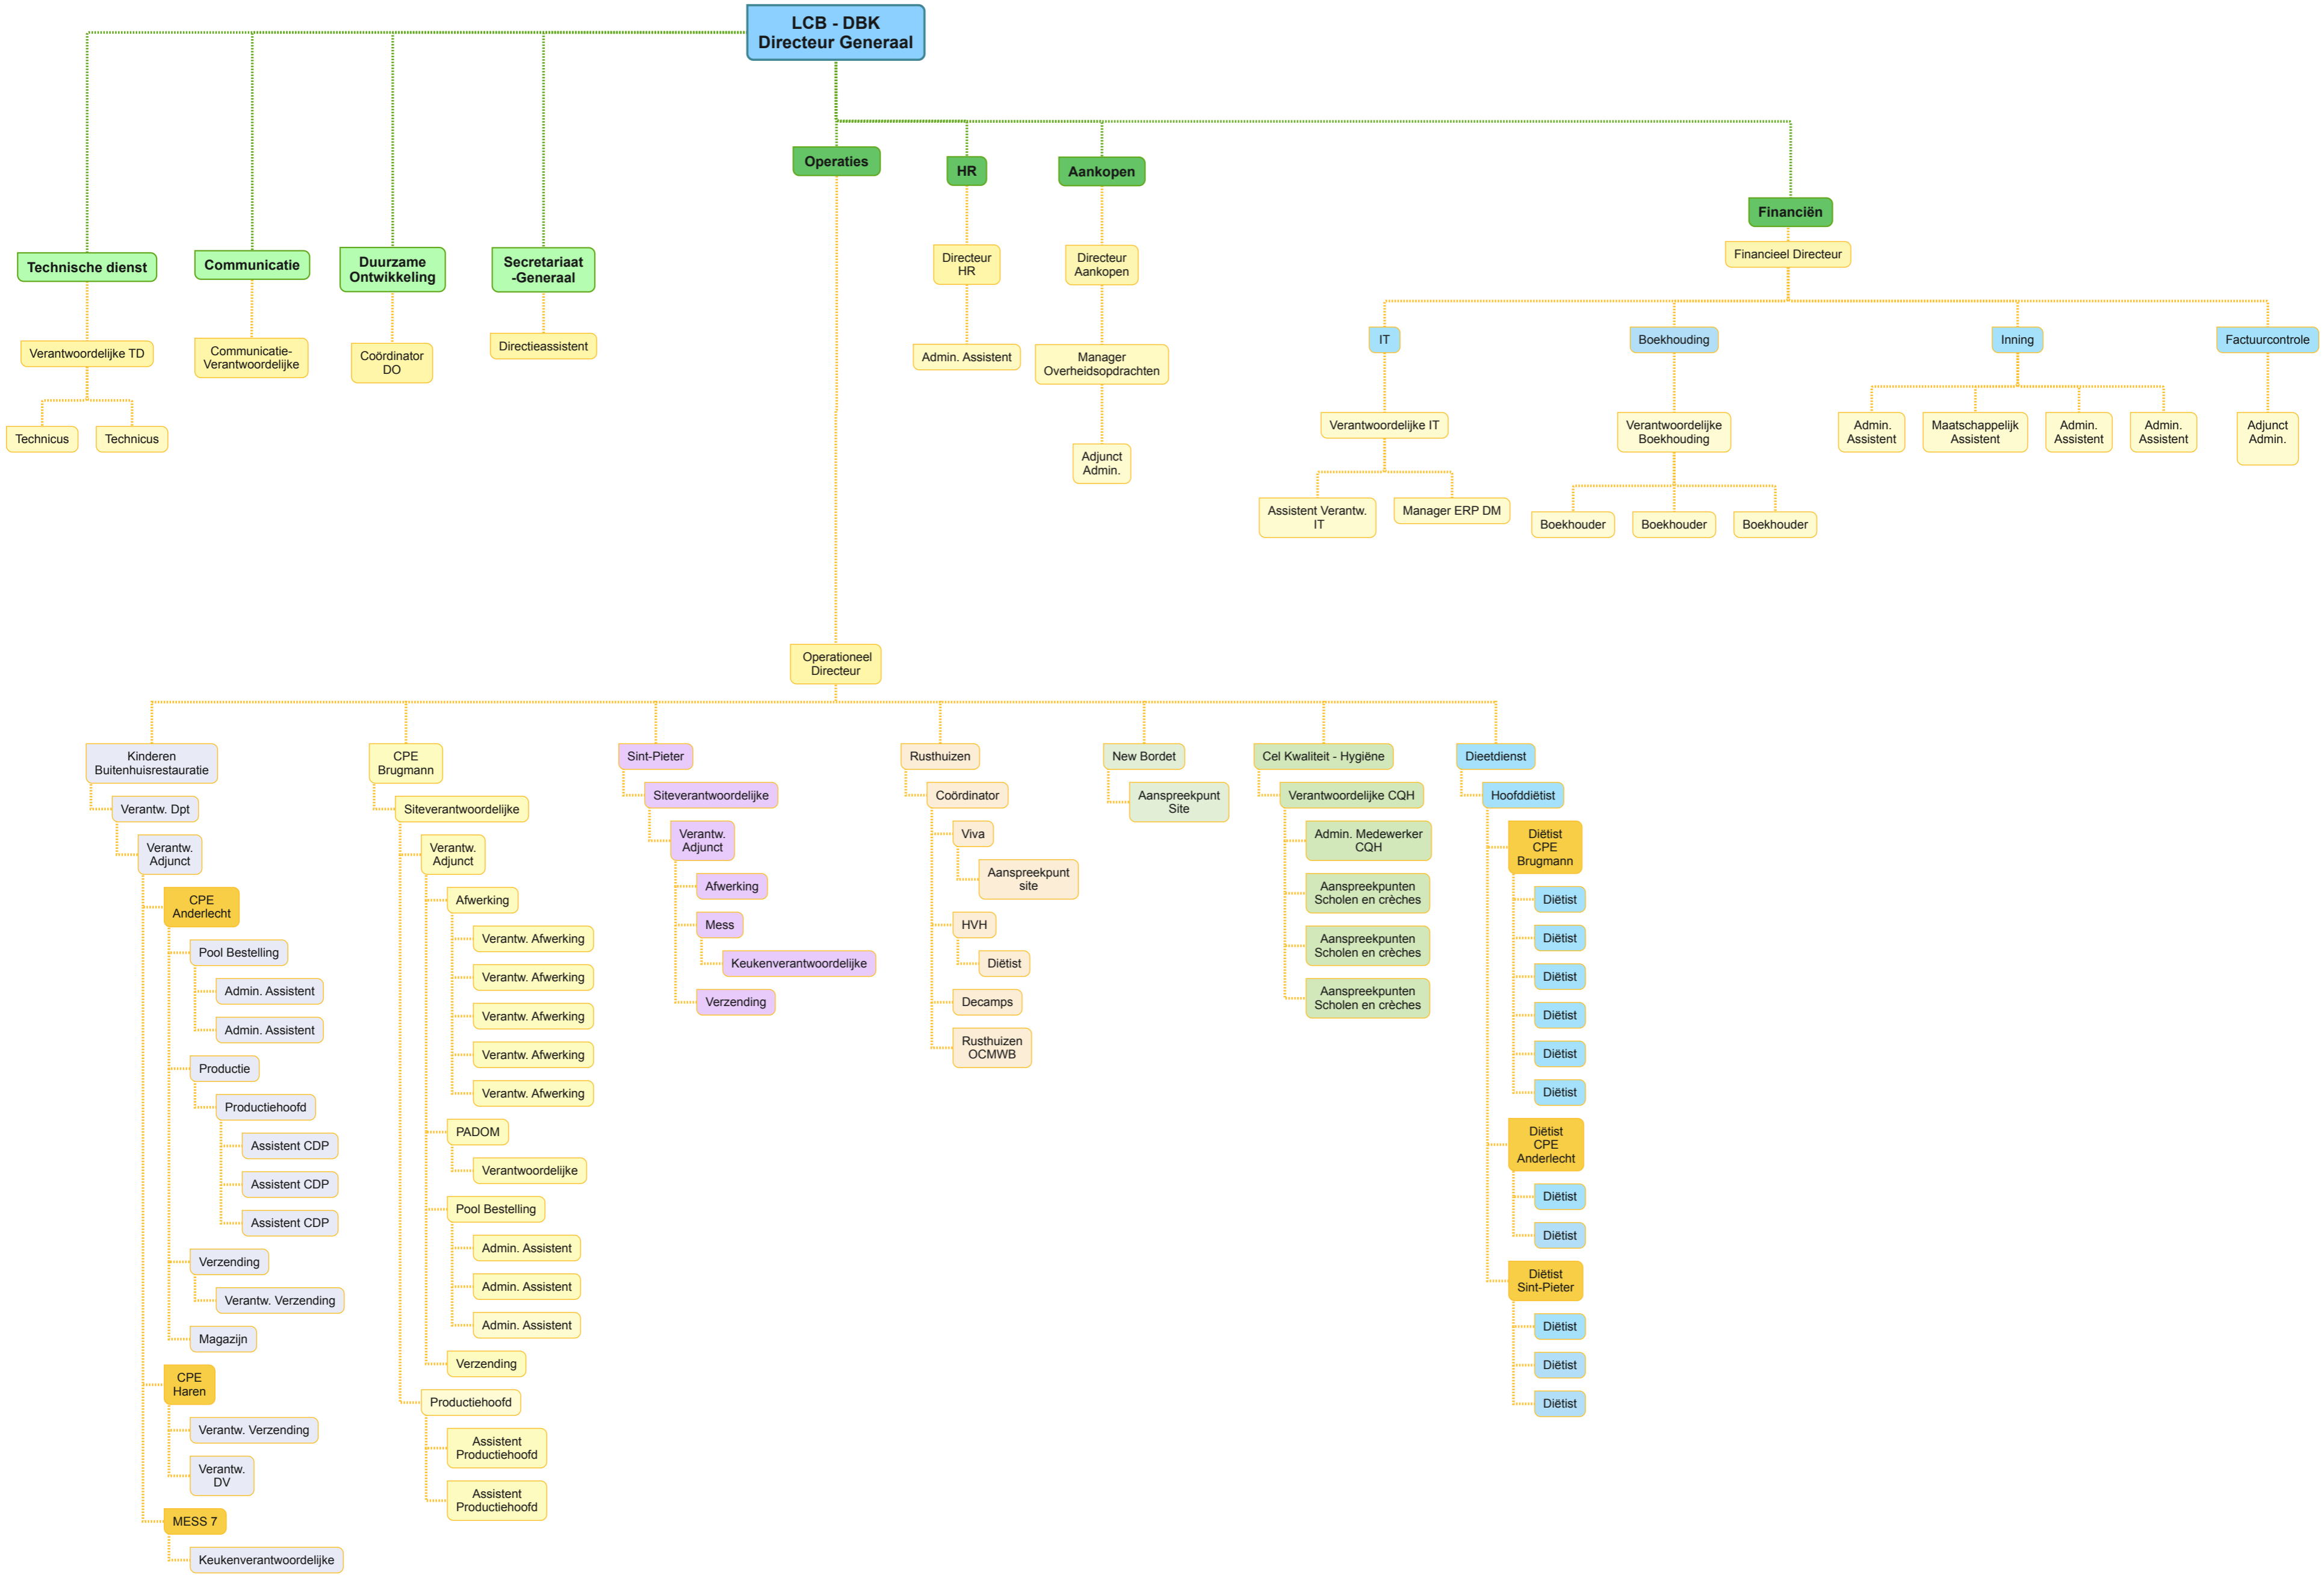 LCB - DBK
Directeur Generaal
Operaties
HR
Aankopen
Financiën
Technische dienst
Communicatie
Duurzame
Ontwikkeling
Secretariaat
-Generaal
Directeur
HR
Directeur
Aankopen
Financieel Directeur
Verantwoordelijke TD
Communicatie-
Verantwoordelijke
Coördinator
DO
Directieassistent
Admin. Assistent
Manager
Overheidsopdrachten
IT
Boekhouding
Inning
Factuurcontrole
Technicus
Technicus
Adjunct
Admin.
Verantwoordelijke IT
Verantwoordelijke
Boekhouding
Admin.
Assistent
Maatschappelijk
Assistent
Admin.
Assistent
Admin.
Assistent
Adjunct
Admin.
Assistent Verantw.
IT
Manager ERP DM
Boekhouder
Boekhouder
Boekhouder
Operationeel
Directeur
Kinderen
Buitenhuisrestauratie
Verantw. Dpt
Verantw.
Adjunct
CPE
Anderlecht
Pool Bestelling
Admin. Assistent
Admin. Assistent
Productie
Productiehoofd
Assistent CDP
Assistent CDP
Assistent CDP
Verzending
Verantw. Verzending
Magazijn
CPE
Haren
Verantw. Verzending
Verantw.
DV
MESS 7
Keukenverantwoordelijke
CPE
Brugmann
Siteverantwoordelijke
Verantw.
Adjunct
Afwerking
Verantw. Afwerking
Verantw. Afwerking
Verantw. Afwerking
Verantw. Afwerking
Verantw. Afwerking
PADOM
Verantwoordelijke
Pool Bestelling
Admin. Assistent
Admin. Assistent
Admin. Assistent
Verzending
Productiehoofd
Assistent
Productiehoofd
Assistent
Productiehoofd
Sint-Pieter
Siteverantwoordelijke
Verantw.
Adjunct
Afwerking
Mess
Keukenverantwoordelijke
Verzending
Rusthuizen
Coördinator
Viva
Aanspreekpunt
site
HVH
Diëtist
Decamps
Rusthuizen
OCMWB
New Bordet
Aanspreekpunt
Site
Cel Kwaliteit - Hygiëne
Verantwoordelijke CQH
Admin. Medewerker
CQH
Aanspreekpunten
Scholen en crèches
Aanspreekpunten
Scholen en crèches
Aanspreekpunten
Scholen en crèches
Dieetdienst
Hoofddiëtist
Diëtist
CPE
Brugmann
Diëtist
Diëtist
Diëtist
Diëtist
Diëtist
Diëtist
Diëtist
CPE
Anderlecht
Diëtist
Diëtist
Diëtist
Sint-Pieter
Diëtist
Diëtist
Diëtist